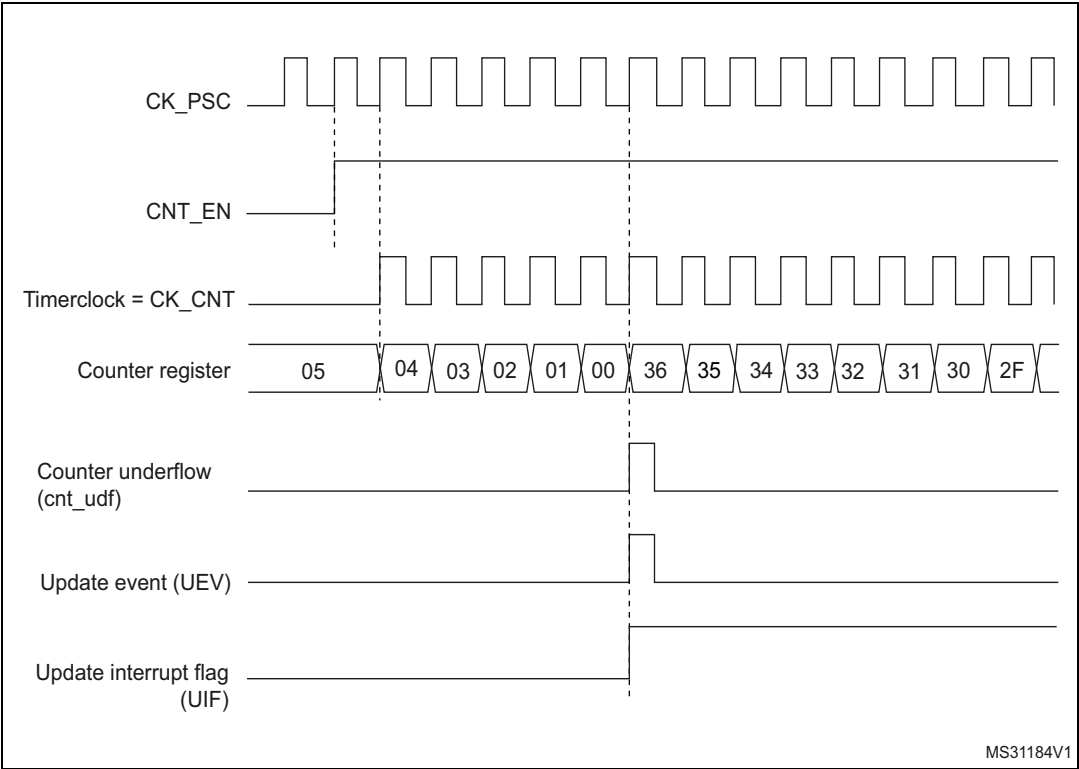 CK_PSC
CNT_EN
Timerclock = CK_CNT
Counter register 05 04 03 02 01 00 36 35 34 33 32 31 30 2F
Counter underflow
(cnt_udf)
Update event (UEV)
Update interrupt flag
(UIF)
MS31184V1